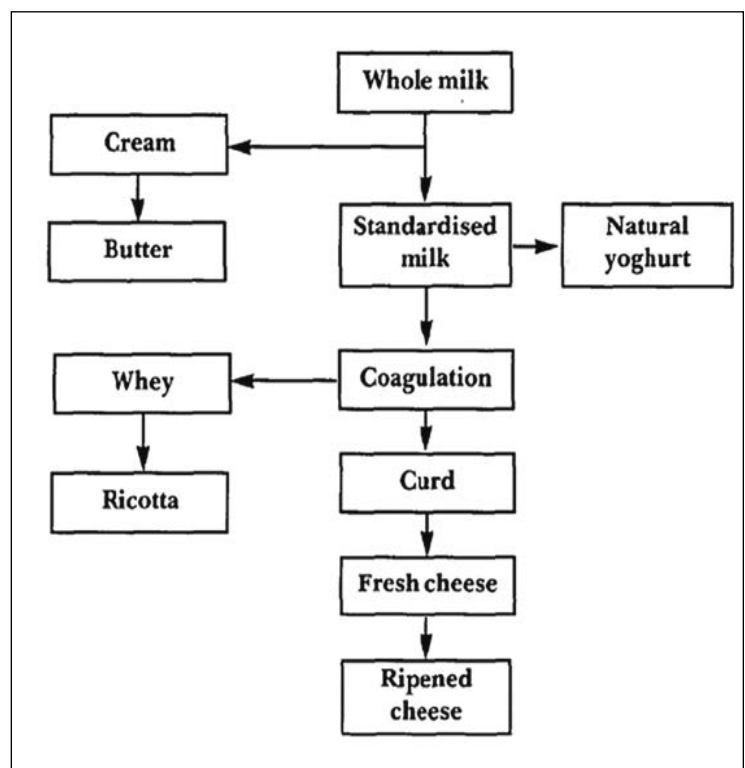 Whole milk
Cream
Butter
Standardised
milk
Natural
yoghurt
Whey
Coagulation
Ricotta
Curd
Fresh cheese
Ripened
cheese